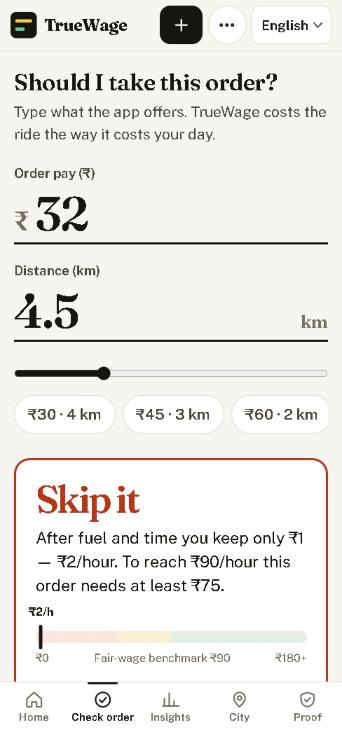 TrueWage
+
•••
English
Should I take this order?
Type what the app offers. TrueWage costs the
ride the way it costs your day.
Order pay (₹)
₹ 32
Distance (km)
4.5 km
₹30 · 4 km
₹45 · 3 km
₹60 · 2 km
Skip it
After fuel and time you keep only ₹1
— ₹2/hour. To reach ₹90/hour this
order needs at least ₹75.
₹2/h
₹0 Fair-wage benchmark ₹90 ₹180+
Home Check order Insights City Proof